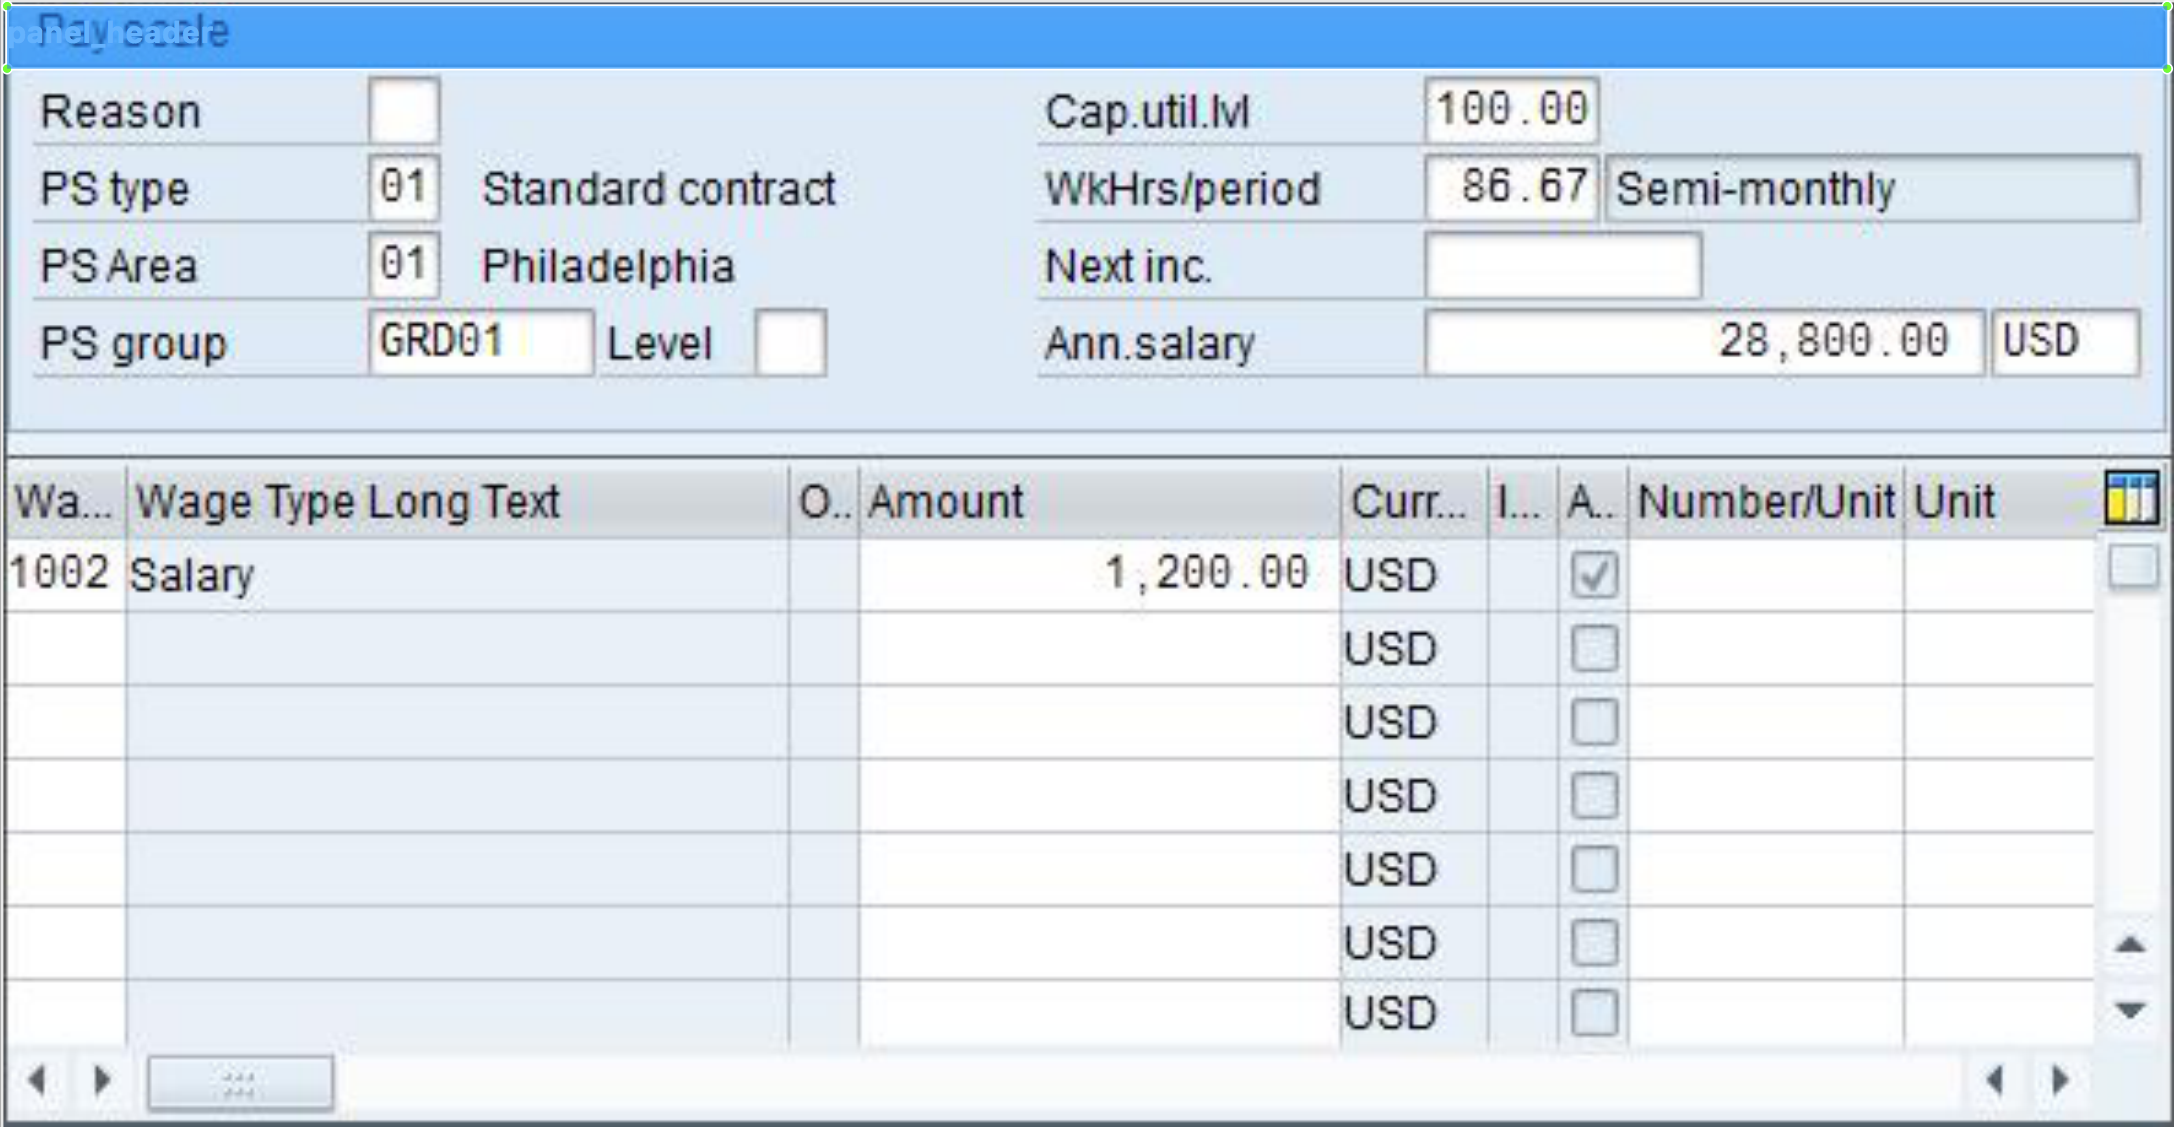 Pay scale
panel_header
Reason
Cap.util.lvl 100.00
PS type 01 Standard contract
WkHrs/period 86.67 Semi-monthly
PS Area 01 Philadelphia
Next inc.
PS group GRD01 Level
Ann.salary 28,800.00 USD
Wa... Wage Type Long Text O.. Amount Curr... I... A.. Number/Unit Unit
1002 Salary 1,200.00 USD
USD
USD
USD
USD
USD
USD